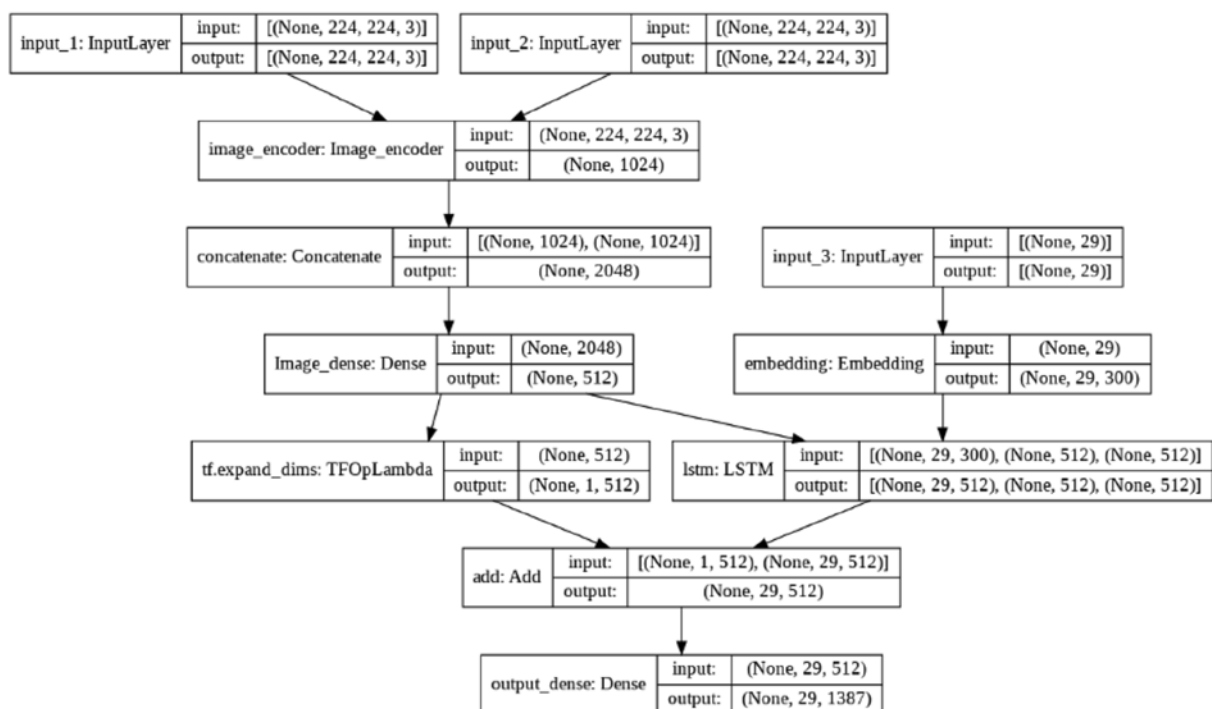 input_1: InputLayer input: [(None, 224, 224, 3)]
output: [(None, 224, 224, 3)]
input_2: InputLayer input: [(None, 224, 224, 3)]
output: [(None, 224, 224, 3)]
image_encoder: Image_encoder input: (None, 224, 224, 3)
output: (None, 1024)
concatenate: Concatenate input: [(None, 1024), (None, 1024)]
output: (None, 2048)
input_3: InputLayer input: [(None, 29)]
output: [(None, 29)]
Image_dense: Dense input: (None, 2048)
output: (None, 512)
embedding: Embedding input: (None, 29)
output: (None, 29, 300)
tf.expand_dims: TFOpLambda input: (None, 512)
output: (None, 1, 512)
lstm: LSTM input: [(None, 29, 300), (None, 512), (None, 512)]
output: [(None, 29, 512), (None, 512), (None, 512)]
add: Add input: [(None, 1, 512), (None, 29, 512)]
output: (None, 29, 512)
output_dense: Dense input: (None, 29, 512)
output: (None, 29, 1387)